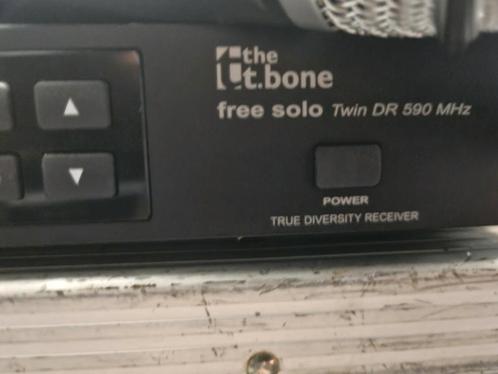 the
t.bone
free solo Twin DR 590 MHz
POWER
TRUE DIVERSITY RECEIVER